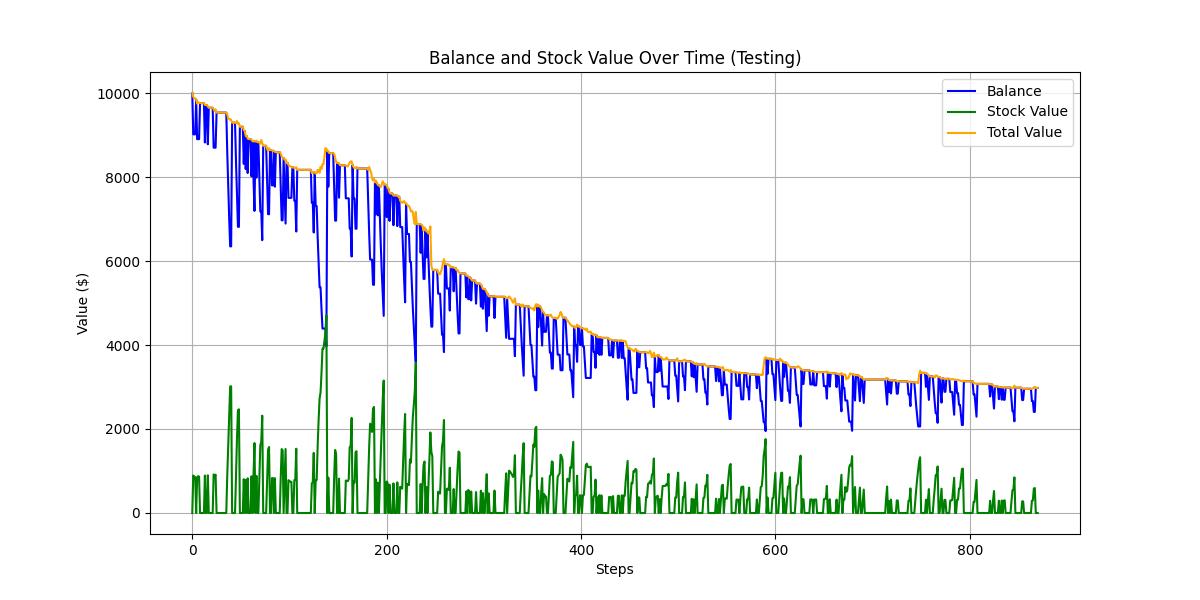 Balance and Stock Value Over Time (Testing)
Balance
Stock Value
Total Value
Value ($)
10000
8000
6000
4000
2000
0
0 200 400 600 800
Steps